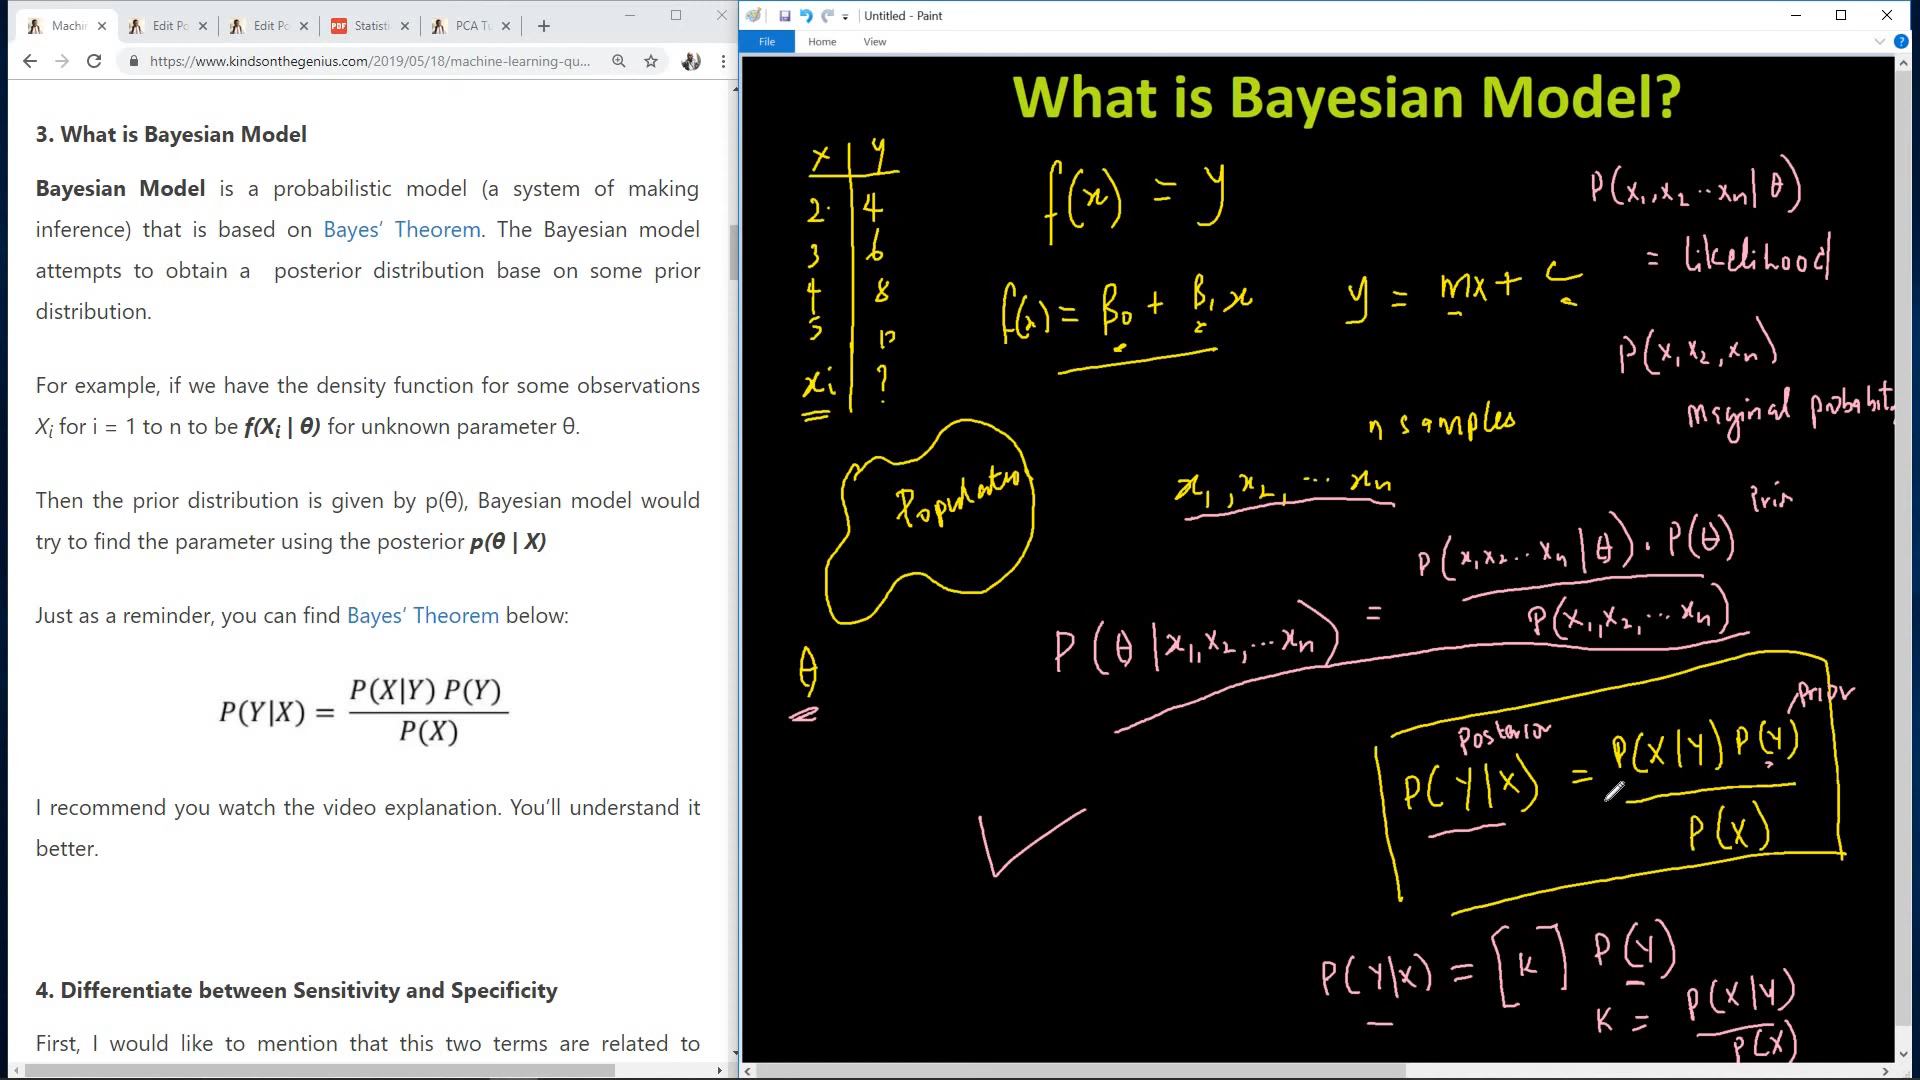 Machin
Edit Po
Edit Po
PDF Statisti
PCA Tu
https://www.kindsonthegenius.com/2019/05/18/machine-learning-qu...
3. What is Bayesian Model
Bayesian Model is a probabilistic model (a system of making
inference) that is based on Bayes’ Theorem. The Bayesian model
attempts to obtain a posterior distribution base on some prior
distribution.
For example, if we have the density function for some observations
Xi for i = 1 to n to be f(Xi | θ) for unknown parameter θ.
Then the prior distribution is given by p(θ), Bayesian model would
try to find the parameter using the posterior p(θ | X)
Just as a reminder, you can find Bayes’ Theorem below:
P(Y|X) = P(X|Y) P(Y)
P(X)
I recommend you watch the video explanation. You’ll understand it
better.
4. Differentiate between Sensitivity and Specificity
First, I would like to mention that this two terms are related to
Untitled - Paint
File Home View
What is Bayesian Model?
x y
2 4
3 6
4 8
5 10
xi ?
f(x) = y
f(x) = β0 + β1 x
y = mx + c
P(x1, x2 ... xn | θ)
= likelihood
P(x1 x2, xn)
marginal probabilit
n samples
x1, x2, ... xn
Population
θ
Prior
P(θ | x1, x2, ... xn) = P(x1 x2 ... xn | θ) . P(θ)
P(x1, x2, ... xn)
Posterior
Prior
P(Y|X) = P(X|Y) P(Y)
P(X)
P(Y|X) = [K] P(Y)
K = P(X|Y)
P(X)